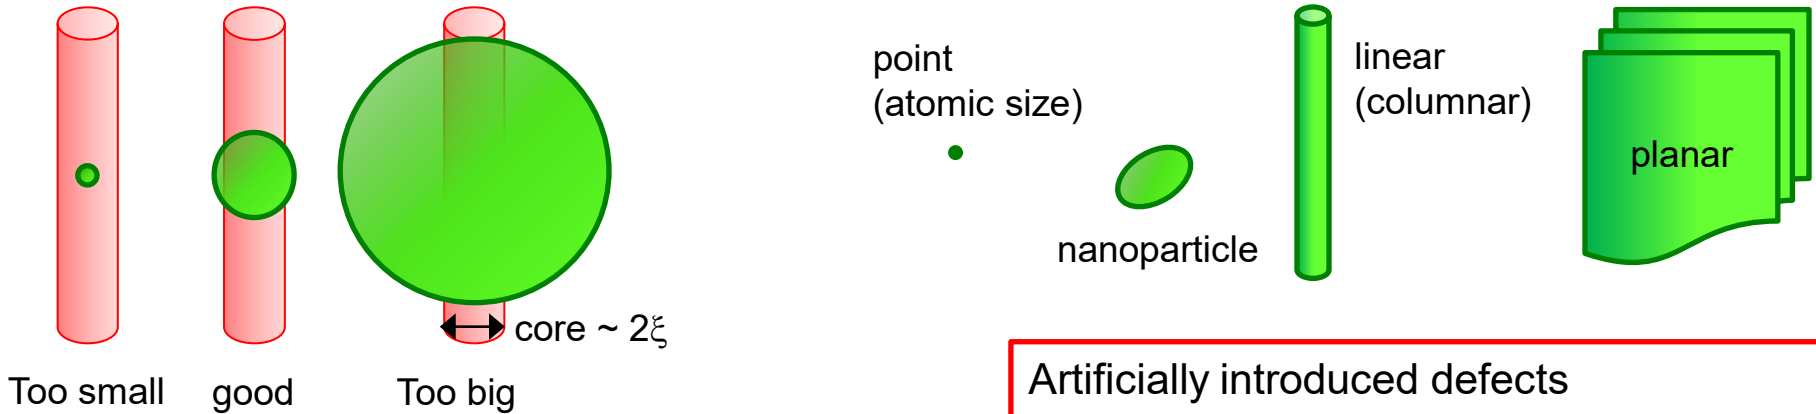 Too small
good
Too big
core ~ 2ξ
point
(atomic size)
nanoparticle
linear
(columnar)
planar
Artificially introduced defects